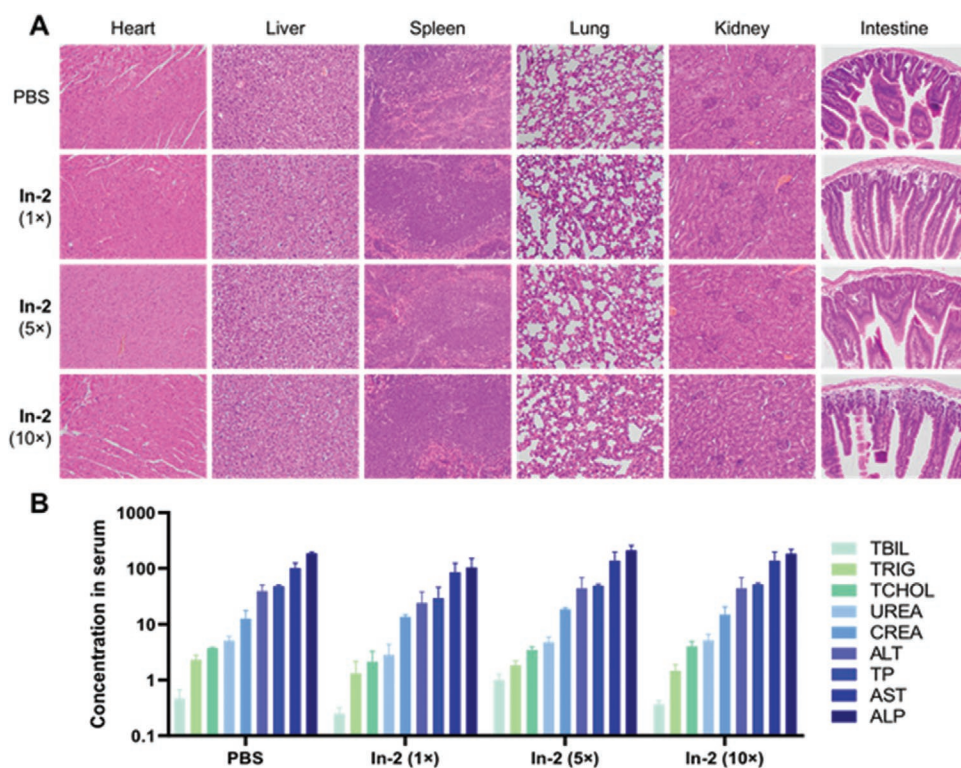 A
Heart Liver Spleen Lung Kidney Intestine
PBS
In-2
(1×)
In-2
(5×)
In-2
(10×)
B
1000
100
10
1
0.1
Concentration in serum
PBS In-2 (1×) In-2 (5×) In-2 (10×)
TBIL
TRIG
TCHOL
UREA
CREA
ALT
TP
AST
ALP